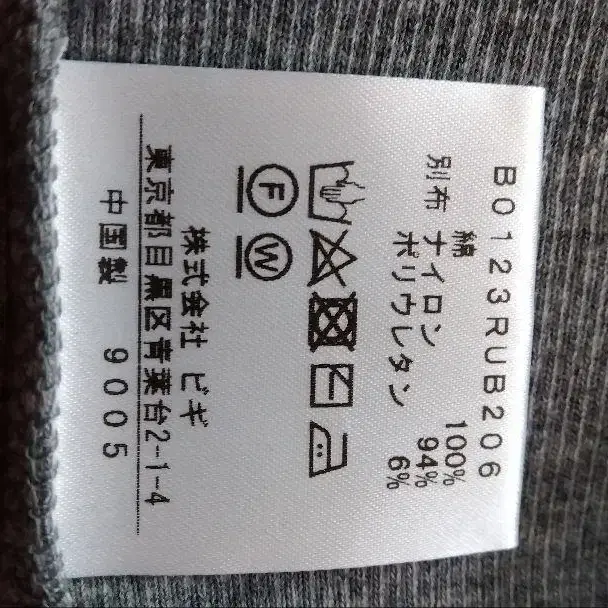 B0123RUB206
綿 100%
別布 ナイロン 94%
ポリウレタン 6%
F W
株式会社 ビギ
東京都目黒区青葉台2-1-4
中国製 9005